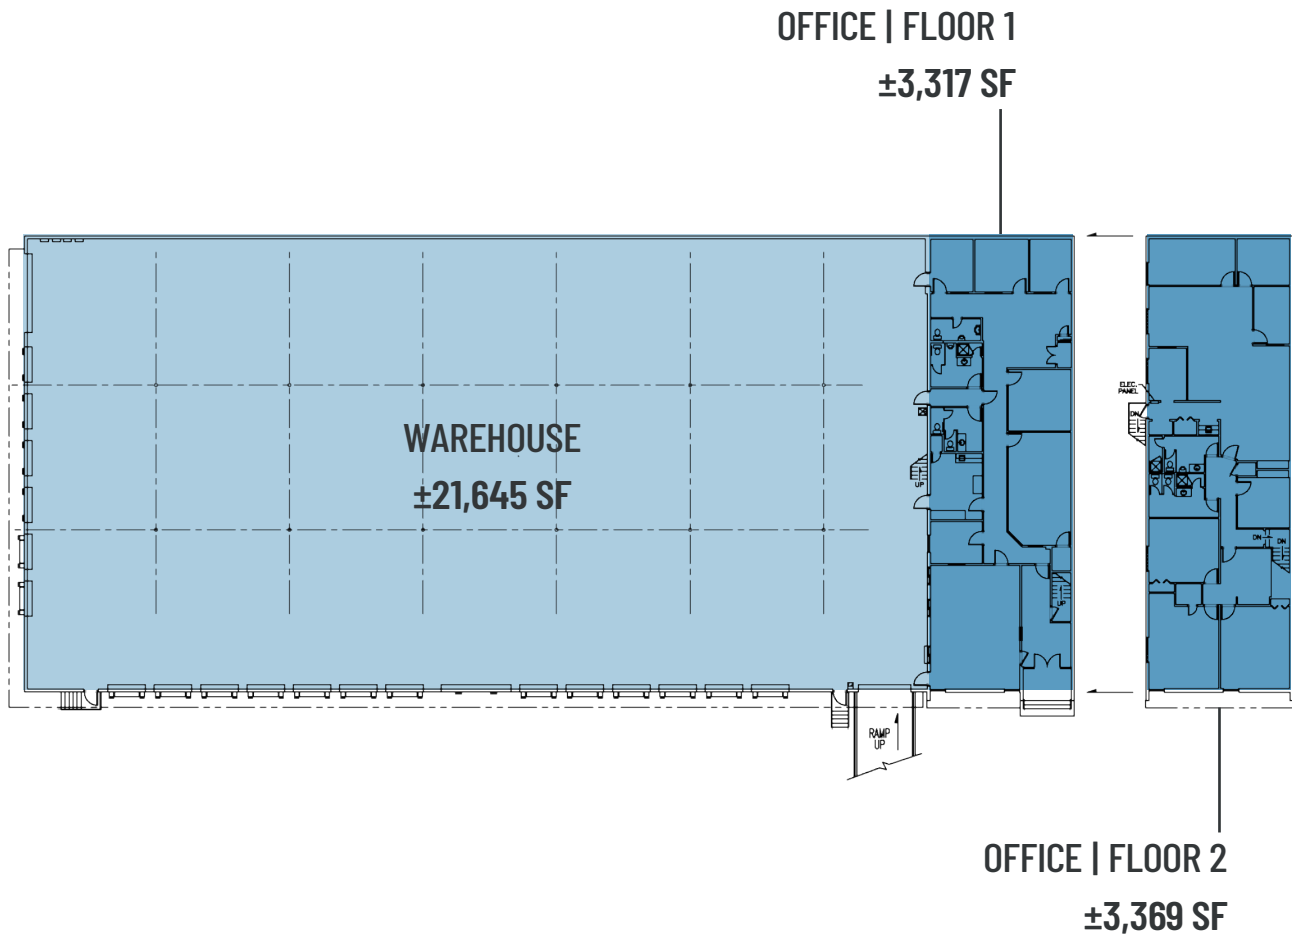 OFFICE | FLOOR 1
±3,317 SF
WAREHOUSE
±21,645 SF
UP
UP
ELEC.
PANEL
DN
DN
DN
RAMP
UP
OFFICE | FLOOR 2
±3,369 SF